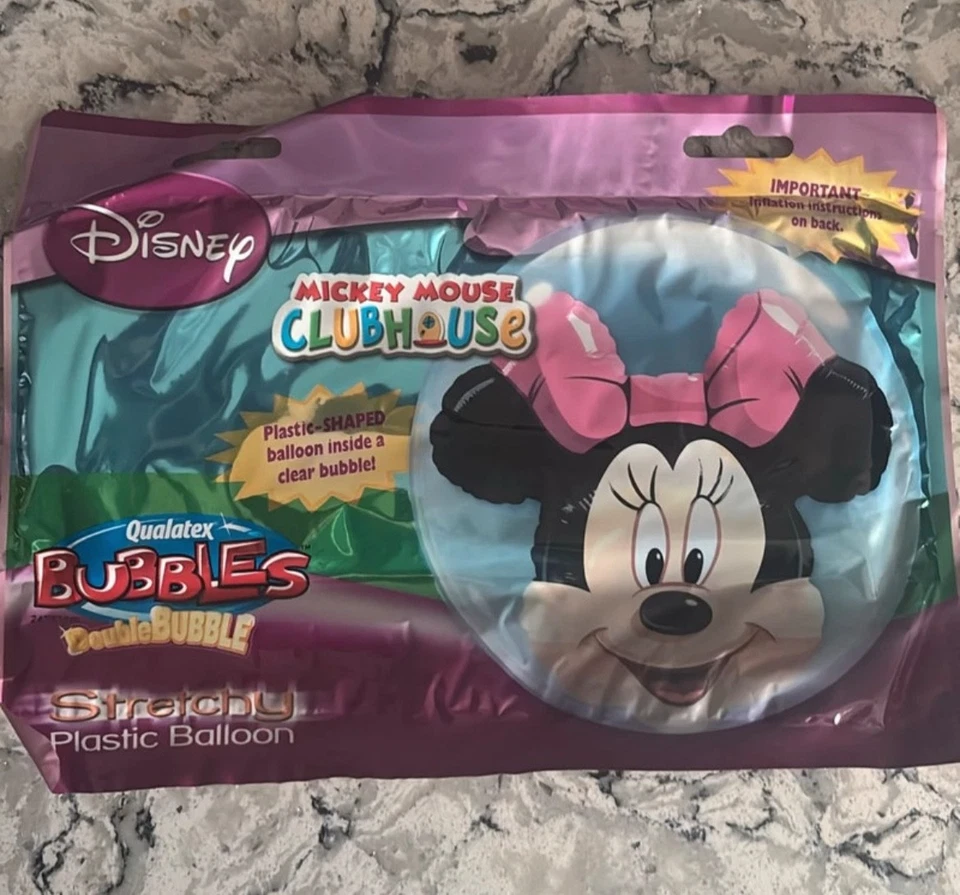 Disney
IMPORTANT
Inflation instructions
on back.
MICKEY MOUSE
CLUBHOUSE
Plastic-SHAPED
balloon inside a
clear bubble!
Qualatex
BUBBLES™
DoubleBUBBLE
Stretchy
Plastic Balloon